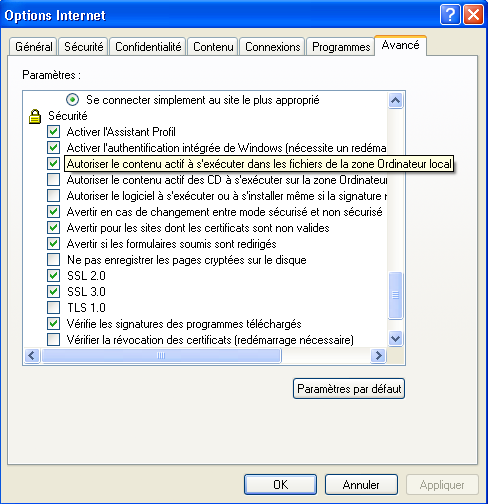 Options Internet
Général Sécurité Confidentialité Contenu Connexions Programmes Avancé
Paramètres :
Se connecter simplement au site le plus approprié
Sécurité
Activer l'Assistant Profil
Activer l'authentification intégrée de Windows (nécessite un redéma
Autoriser le contenu actif à s'exécuter dans les fichiers de la zone Ordinateur local
Autoriser le contenu actif des CD à s'exécuter sur la zone Ordinateur
Autoriser le logiciel à s'exécuter ou à s'installer même si la signature n
Avertir en cas de changement entre mode sécurisé et non sécurisé
Avertir pour les sites dont les certificats sont non valides
Avertir si les formulaires soumis sont redirigés
Ne pas enregistrer les pages cryptées sur le disque
SSL 2.0
SSL 3.0
TLS 1.0
Vérifie les signatures des programmes téléchargés
Vérifier la révocation des certificats (redémarrage nécessaire)
Paramètres par défaut
OK Annuler Appliquer